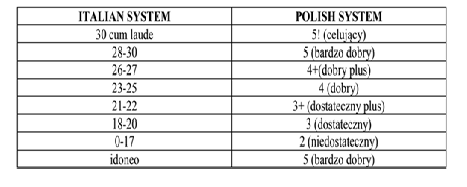 ITALIAN SYSTEM POLISH SYSTEM
30 cum laude 5! (celujący)
28-30 5 (bardzo dobry)
26-27 4+(dobry plus)
23-25 4 (dobry)
21-22 3+ (dostateczny plus)
18-20 3 (dostateczny)
0-17 2 (niedostateczny)
idoneo 5 (bardzo dobry)